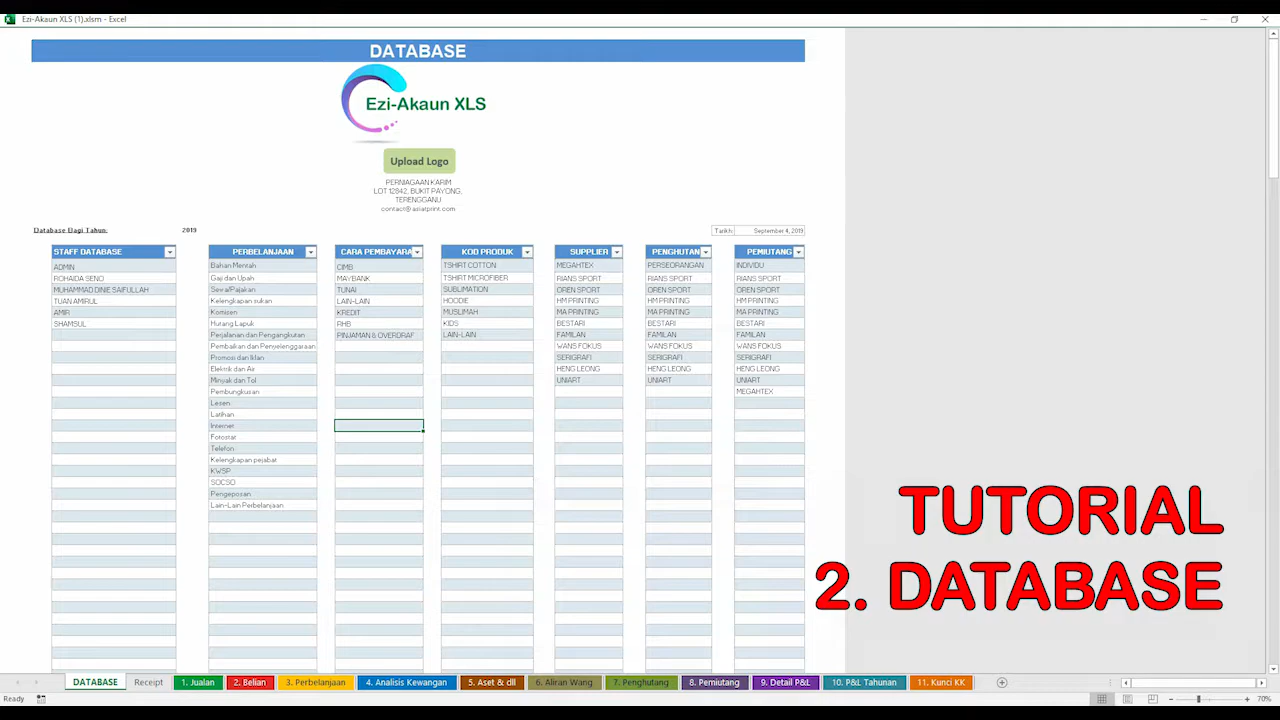 Ezi-Akaun XLS (1).xlsm - Excel
DATABASE
Ezi-Akaun XLS
Upload Logo
PERNIAGAAN KARIM
LOT 12842, BUKIT PAYONG,
TERENGGANU
contact@asiatprint.com
Database Bagi Tahun: 2019
Tarikh: September 4, 2019
STAFF DATABASE
ADMIN
ROHADA SENO
MUHAMMAD DINIE SAIFULLAH
TUAN AMIRUL
AMIR
SHAMSUL
PERBELANJAAN
Bahan Mentah
Gaji dan Upah
Sewa/Pajakan
Kelengkapan sukan
Komisen
Hutang Lapuk
Perjalanan dan Pengangkutan
Pembaikan dan Penyelenggaraan
Promosi dan Iklan
Elektrik dan Air
Minyak dan Tol
Pembungkusan
Lesen
Latihan
Internet
Fotostat
Telefon
Kelengkapan pejabat
KWSP
SOCSO
Pengeposan
Lain-Lain Perbelanjaan
CARA PEMBAYARA
CIMB
MAYBANK
TUNAI
LAIN-LAIN
KREDIT
RHB
PINJAMAN & OVERDRAF
KOD PRODUK
TSHIRT COTTON
TSHIRT MICROFIBER
SUBLIMATION
HOODIE
MUSLIMAH
KIDS
LAIN-LAIN
SUPPLIER
MEGAHTEX
RIANS SPORT
OREN SPORT
HM PRINTING
MA PRINTING
BESTARI
FAMILAN
WANS FOKUS
SERIGRAFI
HENG LEONG
UNIART
PENGHUTAN
PERSEORANGAN
RIANS SPORT
OREN SPORT
HM PRINTING
MA PRINTING
BESTARI
FAMILAN
WANS FOKUS
SERIGRAFI
HENG LEONG
UNIART
PEMIUTANG
INDIVIDU
RIANS SPORT
OREN SPORT
HM PRINTING
MA PRINTING
BESTARI
FAMILAN
WANS FOKUS
SERIGRAFI
HENG LEONG
UNIART
MEGAHTEX
TUTORIAL
2. DATABASE
DATABASE Receipt 1. Jualan 2. Belian 3. Perbelanjaan 4. Analisis Kewangan 5. Aset & dll 6. Aliran Wang 7. Penghutang 8. Pemiutang 9. Detail P&L 10. P&L Tahunan 11. Kunci KK
Ready
70%